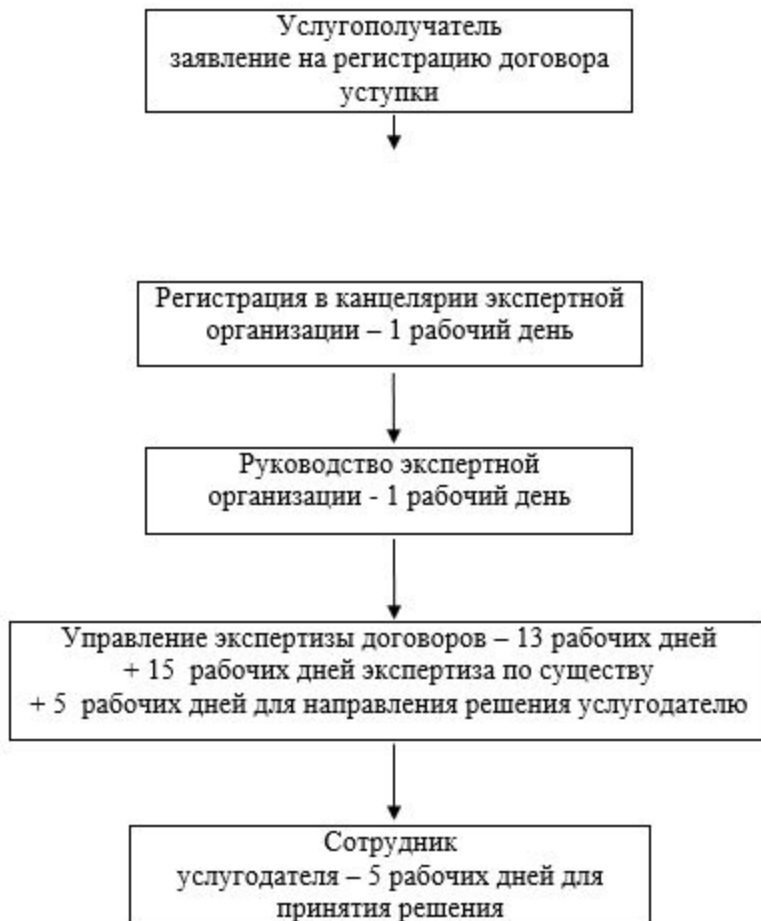 Услугополучатель
заявление на регистрацию договора
уступки
Регистрация в канцелярии экспертной
организации – 1 рабочий день
Руководство экспертной
организации - 1 рабочий день
Управление экспертизы договоров – 13 рабочих дней
+ 15 рабочих дней экспертиза по существу
+ 5 рабочих дней для направления решения услугодателю
Сотрудник
услугодателя – 5 рабочих дней для
принятия решения